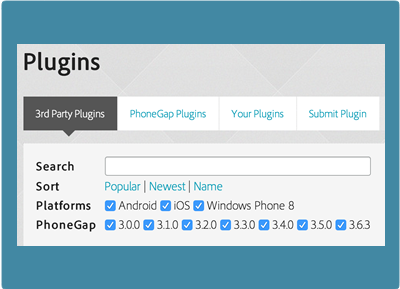 Plugins
3rd Party Plugins PhoneGap Plugins Your Plugins Submit Plugin
Search
Sort Popular | Newest | Name
Platforms Android iOS Windows Phone 8
PhoneGap 3.0.0 3.1.0 3.2.0 3.3.0 3.4.0 3.5.0 3.6.3